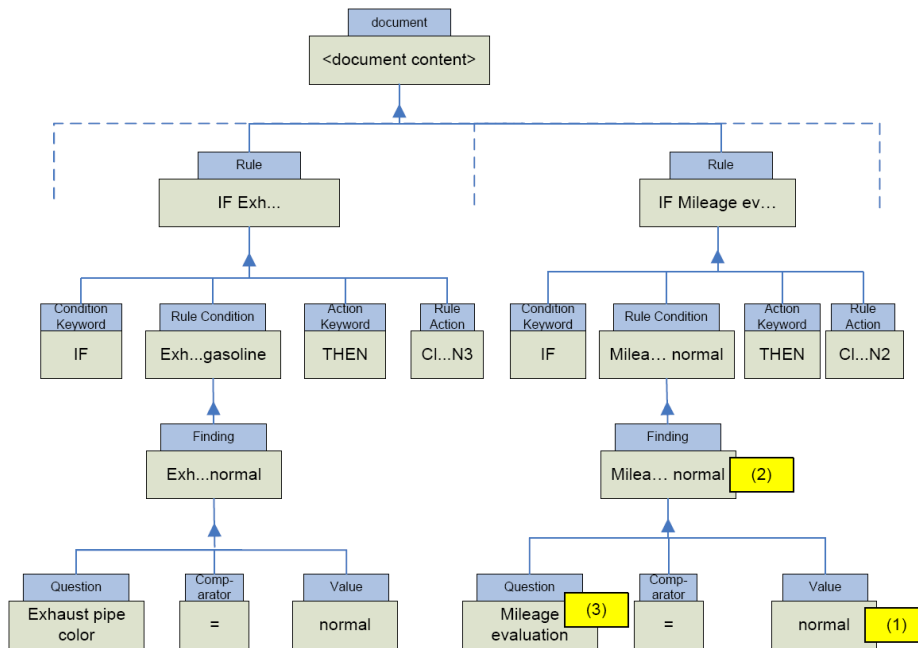 document
<document content>
Rule
Rule
IF Exh...
IF Mileage ev...
Condition
Keyword
Rule Condition
Action
Keyword
Rule
Action
Condition
Keyword
Rule Condition
Action
Keyword
Rule
Action
IF
Exh...gasoline
THEN
Cl...N3
IF
Milea... normal
THEN
Cl...N2
Finding
Finding
Exh...normal
Milea... normal
(2)
Question
Comp-
arator
Value
Question
Comp-
arator
Value
Exhaust pipe
color
=
normal
Mileage
evaluation
(3)
=
normal
(1)